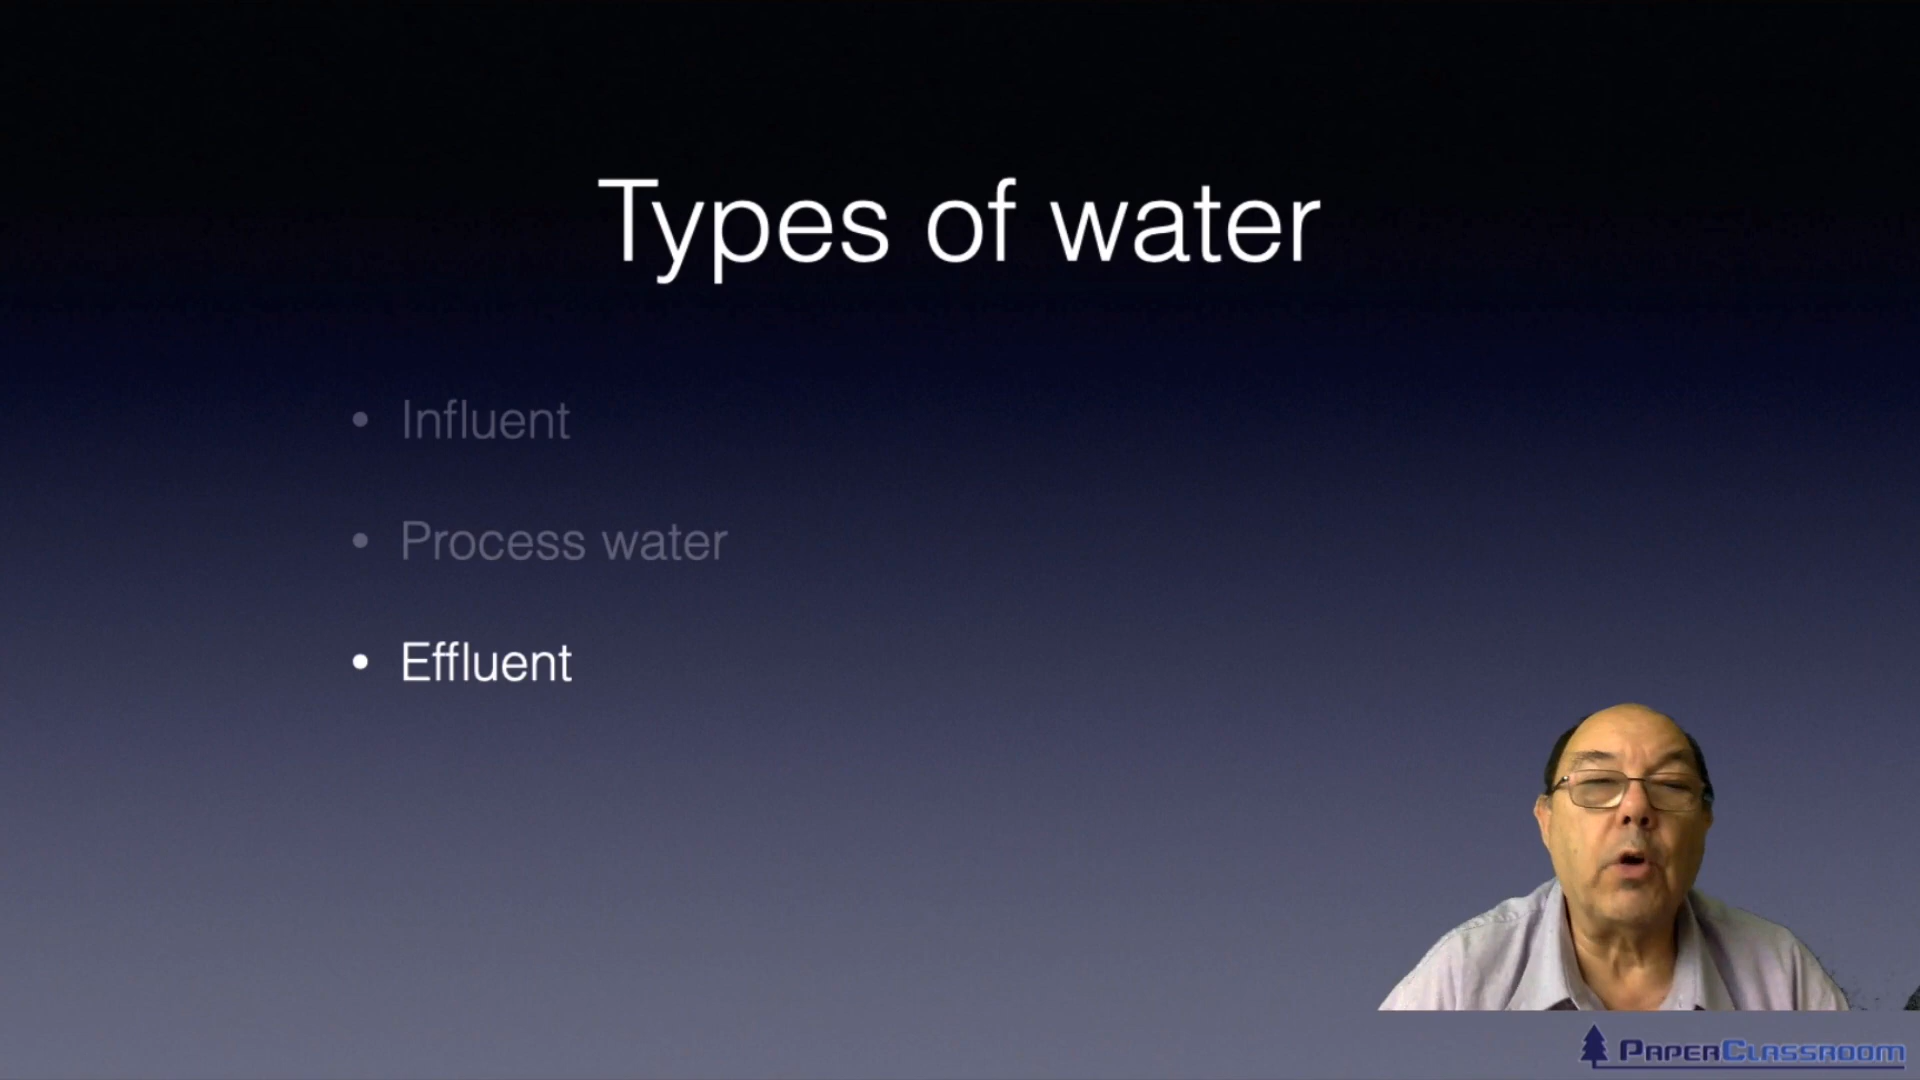 Types of water
• Influent
• Process water
• Effluent
PaperClassroom